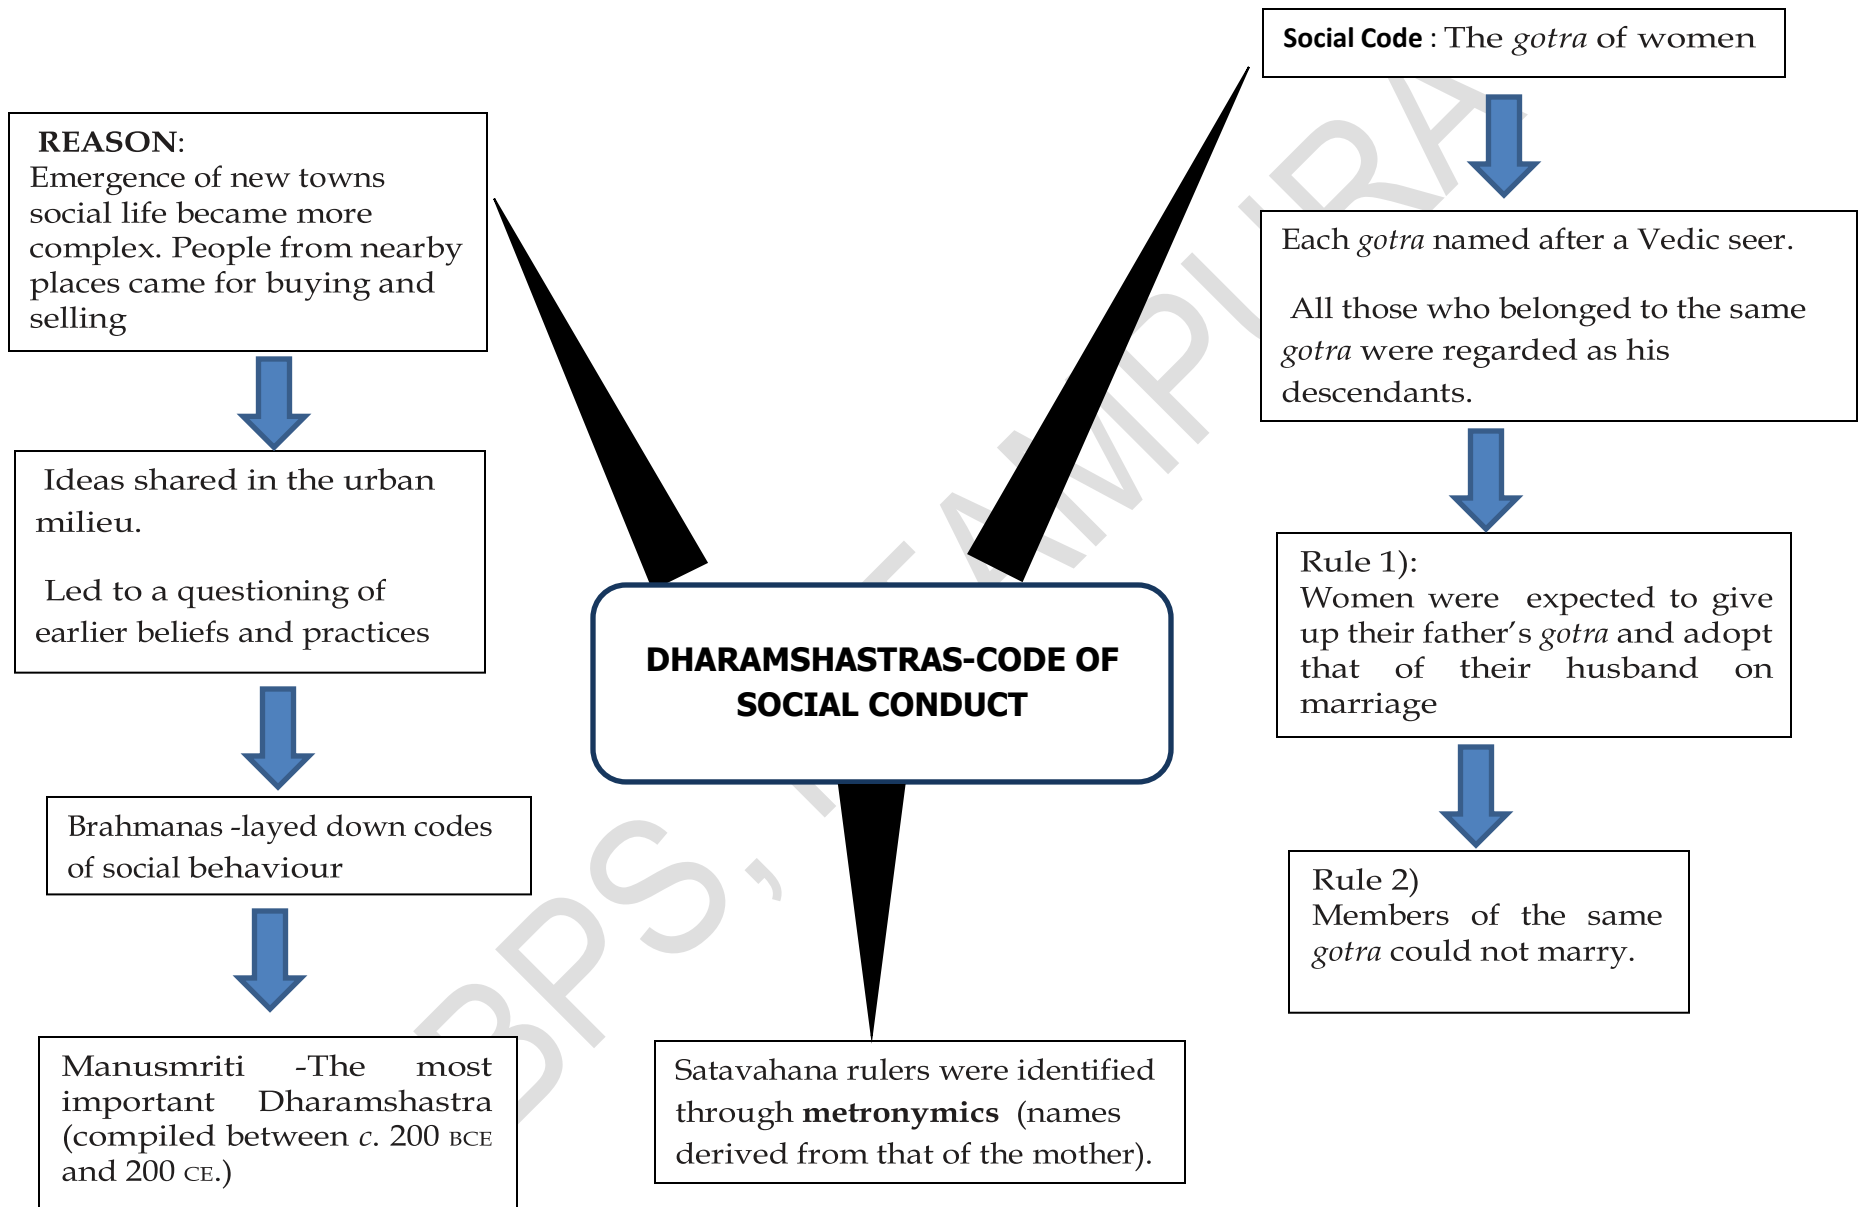 REASON:
Emergence of new towns
social life became more
complex. People from nearby
places came for buying and
selling
Ideas shared in the urban
milieu.
Led to a questioning of
earlier beliefs and practices
Brahmanas -layed down codes
of social behaviour
Manusmriti -The most
important Dharamshastra
(compiled between c. 200 BCE
and 200 CE.)
DHARAMSHASTRAS-CODE OF
SOCIAL CONDUCT
Satavahana rulers were identified
through metronymics (names
derived from that of the mother).
Social Code : The gotra of women
Each gotra named after a Vedic seer.
All those who belonged to the same
gotra were regarded as his
descendants.
Rule 1):
Women were expected to give
up their father’s gotra and adopt
that of their husband on
marriage
Rule 2)
Members of the same
gotra could not marry.
BPS,